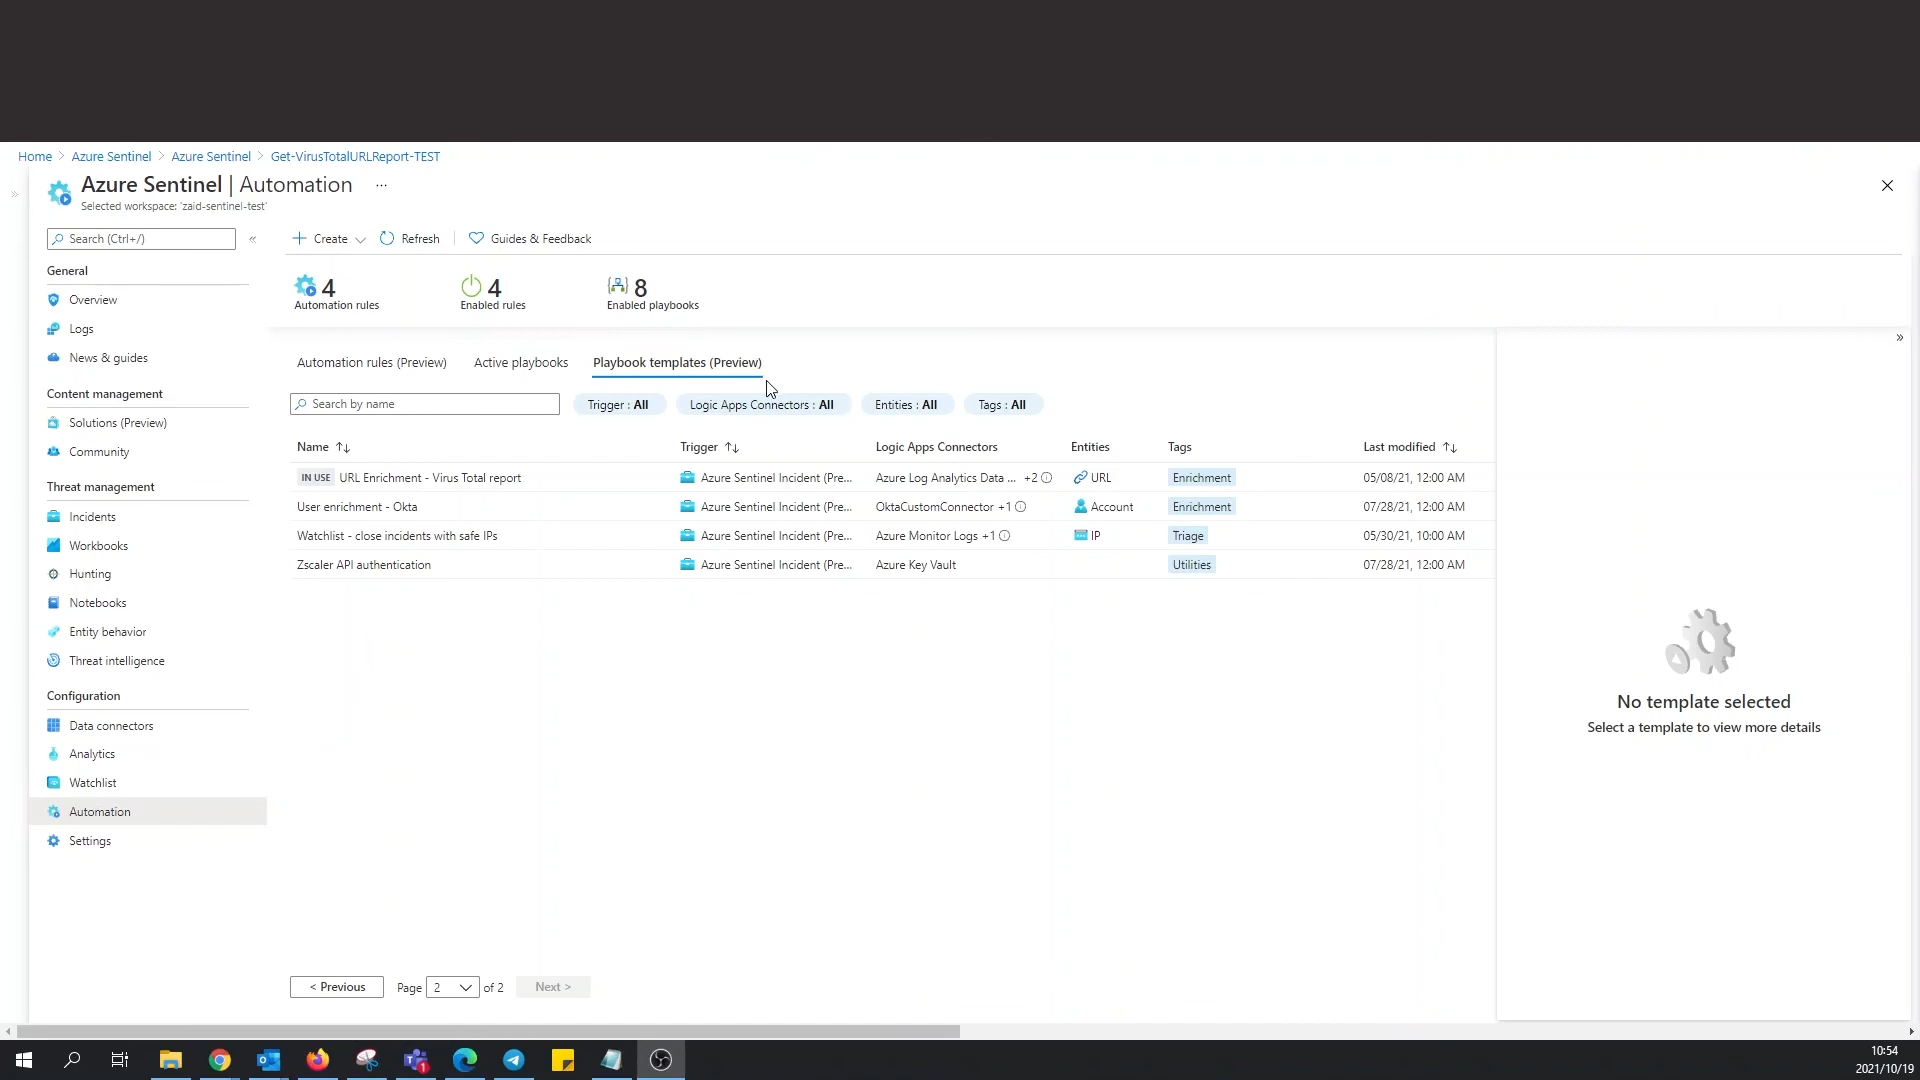 Home > Azure Sentinel > Azure Sentinel > Get-VirusTotalURLReport-TEST
Azure Sentinel | Automation ...
Selected workspace: 'zaid-sentinel-test'
Search (Ctrl+/)
«
General
Overview
Logs
News & guides
Content management
Solutions (Preview)
Community
Threat management
Incidents
Workbooks
Hunting
Notebooks
Entity behavior
Threat intelligence
Configuration
Data connectors
Analytics
Watchlist
Automation
Settings
+ Create Refresh Guides & Feedback
4 Automation rules
4 Enabled rules
8 Enabled playbooks
Automation rules (Preview) Active playbooks Playbook templates (Preview)
Search by name Trigger : All Logic Apps Connectors : All Entities : All Tags : All
Name ↑↓ Trigger ↑↓ Logic Apps Connectors Entities Tags Last modified ↑↓
IN USE URL Enrichment - Virus Total report Azure Sentinel Incident (Pre... Azure Log Analytics Data ... +2 URL Enrichment 05/08/21, 12:00 AM
User enrichment - Okta Azure Sentinel Incident (Pre... OktaCustomConnector +1 Account Enrichment 07/28/21, 12:00 AM
Watchlist - close incidents with safe IPs Azure Sentinel Incident (Pre... Azure Monitor Logs +1 IP Triage 05/30/21, 10:00 AM
Zscaler API authentication Azure Sentinel Incident (Pre... Azure Key Vault Utilities 07/28/21, 12:00 AM
< Previous Page 2 of 2 Next >
»
No template selected
Select a template to view more details
1
10:54
2021/10/19